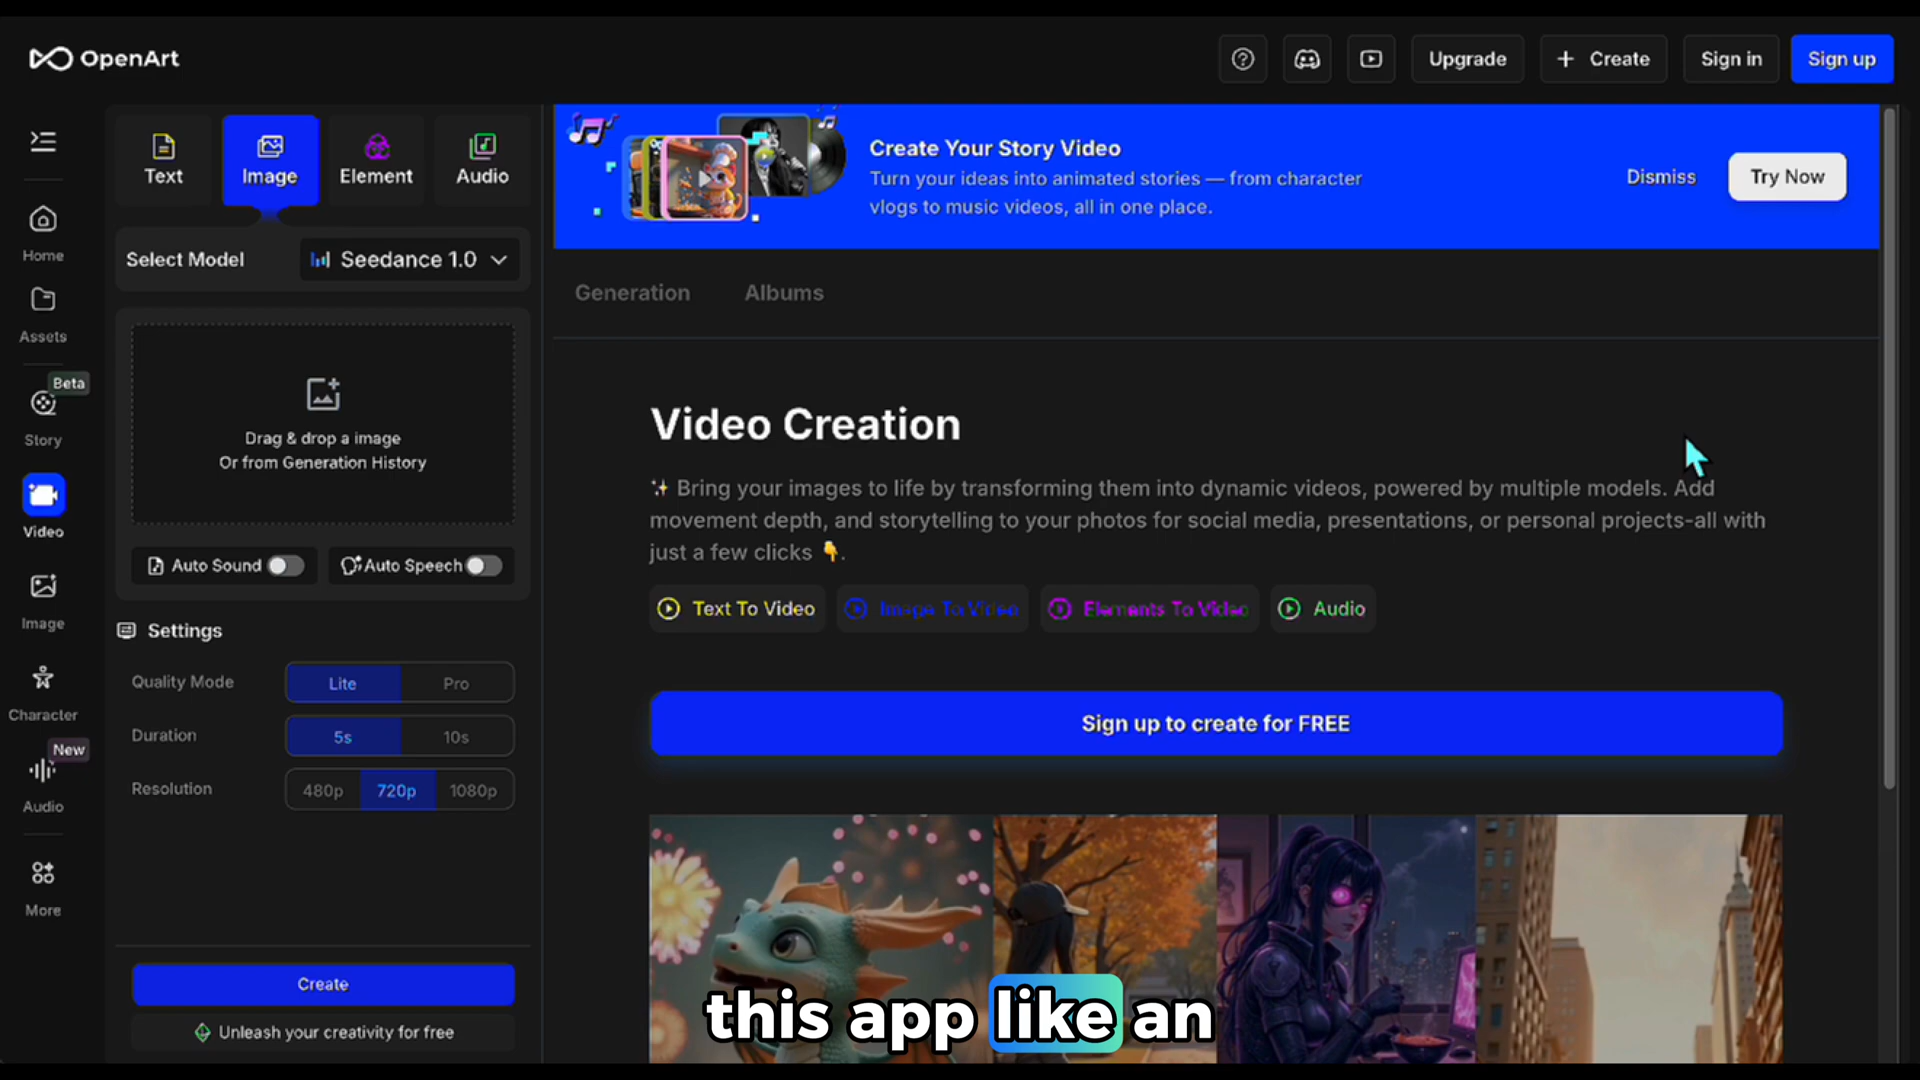 OpenArt
Upgrade
+ Create
Sign in
Sign up
Home
Assets
Beta
Story
Video
Image
Character
New
Audio
More
Text
Image
Element
Audio
Select Model
Seedance 1.0
Drag & drop a image
Or from Generation History
Auto Sound
Auto Speech
Settings
Quality Mode
Lite
Pro
Duration
5s
10s
Resolution
480p
720p
1080p
Create
Unleash your creativity for free
Create Your Story Video
Turn your ideas into animated stories — from character
vlogs to music videos, all in one place.
Dismiss
Try Now
Generation
Albums
Video Creation
✨ Bring your images to life by transforming them into dynamic videos, powered by multiple models. Add
movement depth, and storytelling to your photos for social media, presentations, or personal projects-all with
just a few clicks 👇.
Text To Video
Image To Video
Elements To Video
Audio
Sign up to create for FREE
this app like an